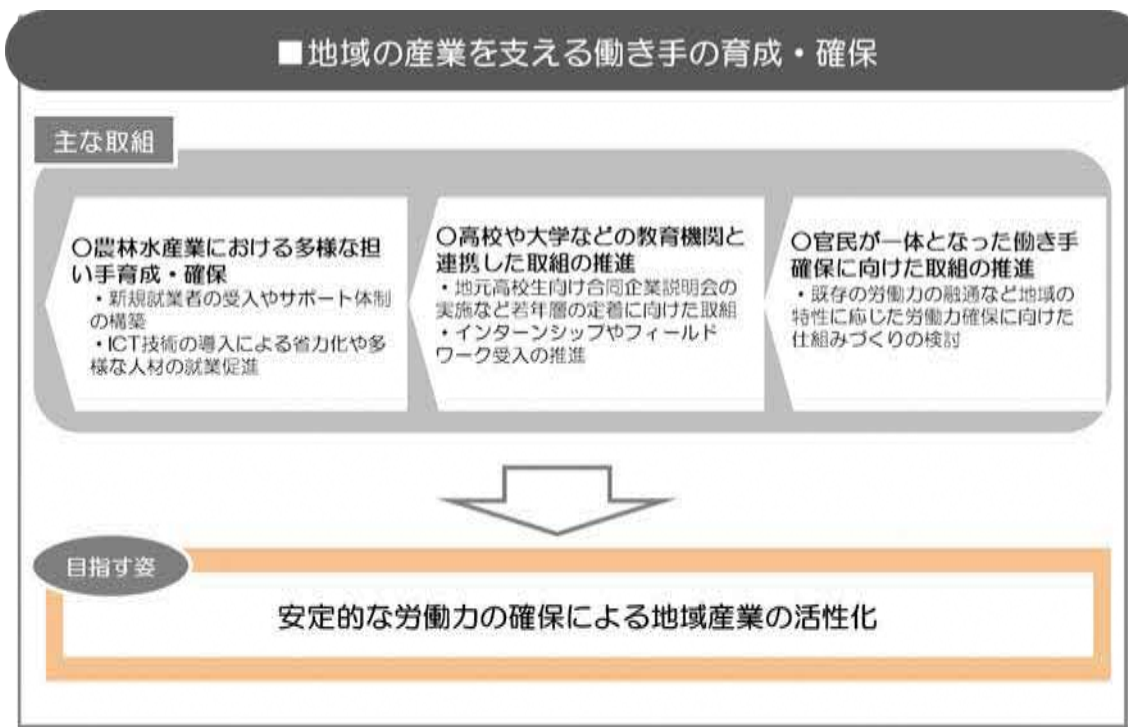 ■地域の産業を支える働き手の育成・確保
主な取組
〇農林水産業における多様な担
い手育成・確保
・新規就業者の受入やサポート体制
の構築
・ICT技術の導入による省力化や多
様な人材の就業促進
〇高校や大学などの教育機関と
連携した取組の推進
・地元高校生向け合同企業説明会の
実施など若年層の定着に向けた取組
・インターンシップやフィールド
ワーク受入の推進
〇官民が一体となった働き手
確保に向けた取組の推進
・既存の労働力の融通など地域の
特性に応じた労働力確保に向けた
仕組みづくりの検討
目指す姿
安定的な労働力の確保による地域産業の活性化